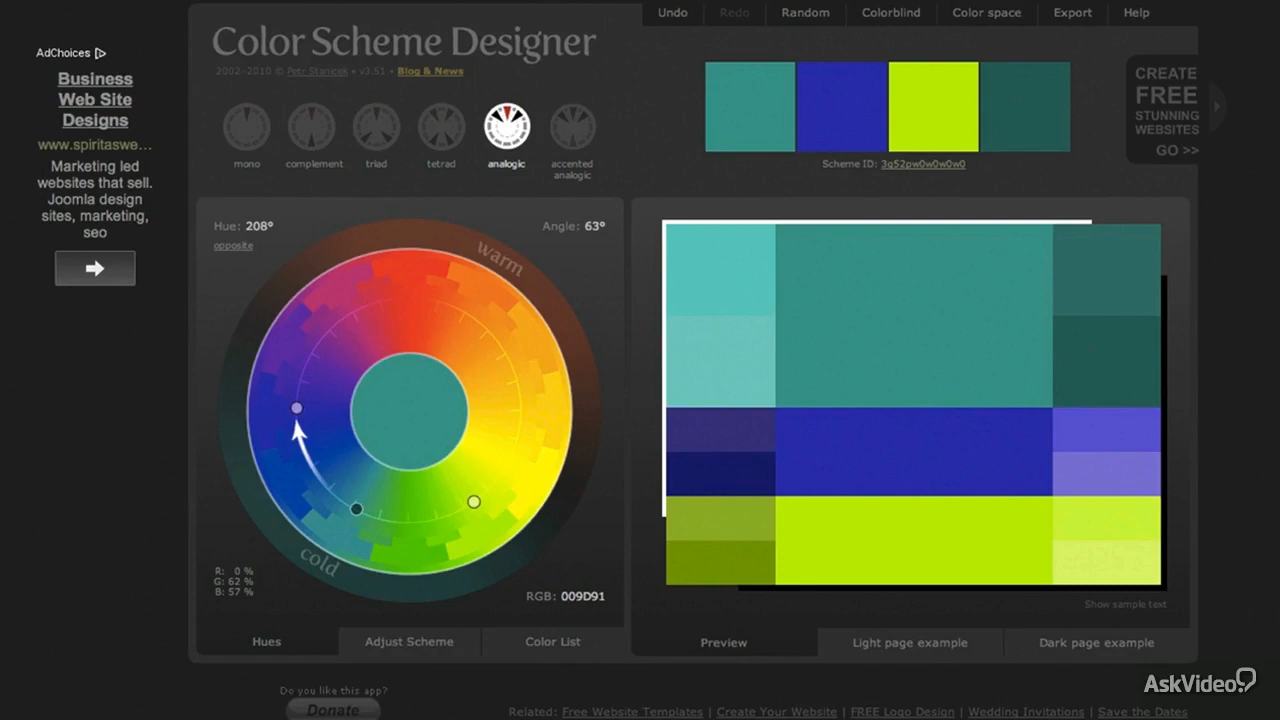 AdChoices
Business
Web Site
Designs
www.spiritaswe...
Marketing led
websites that sell.
Joomla design
sites, marketing,
seo
Color Scheme Designer
2002–2010 © Petr Stanicek • v3.51 • Blog & News
mono
complement
triad
tetrad
analogic
accented
analogic
Undo
Redo
Random
Colorblind
Color space
Export
Help
Scheme ID: 3q52pw0w0w0w0
CREATE
FREE
STUNNING
WEBSITES
GO >>
Hue: 208°
opposite
Angle: 63°
warm
cold
R: 0 %
G: 62 %
B: 57 %
RGB: 009D91
Hues
Adjust Scheme
Color List
Show sample text
Preview
Light page example
Dark page example
AskVideo
Do you like this app?
Donate
Related: Free Website Templates | Create Your Website | FREE Logo Design | Wedding Invitations | Save the Dates